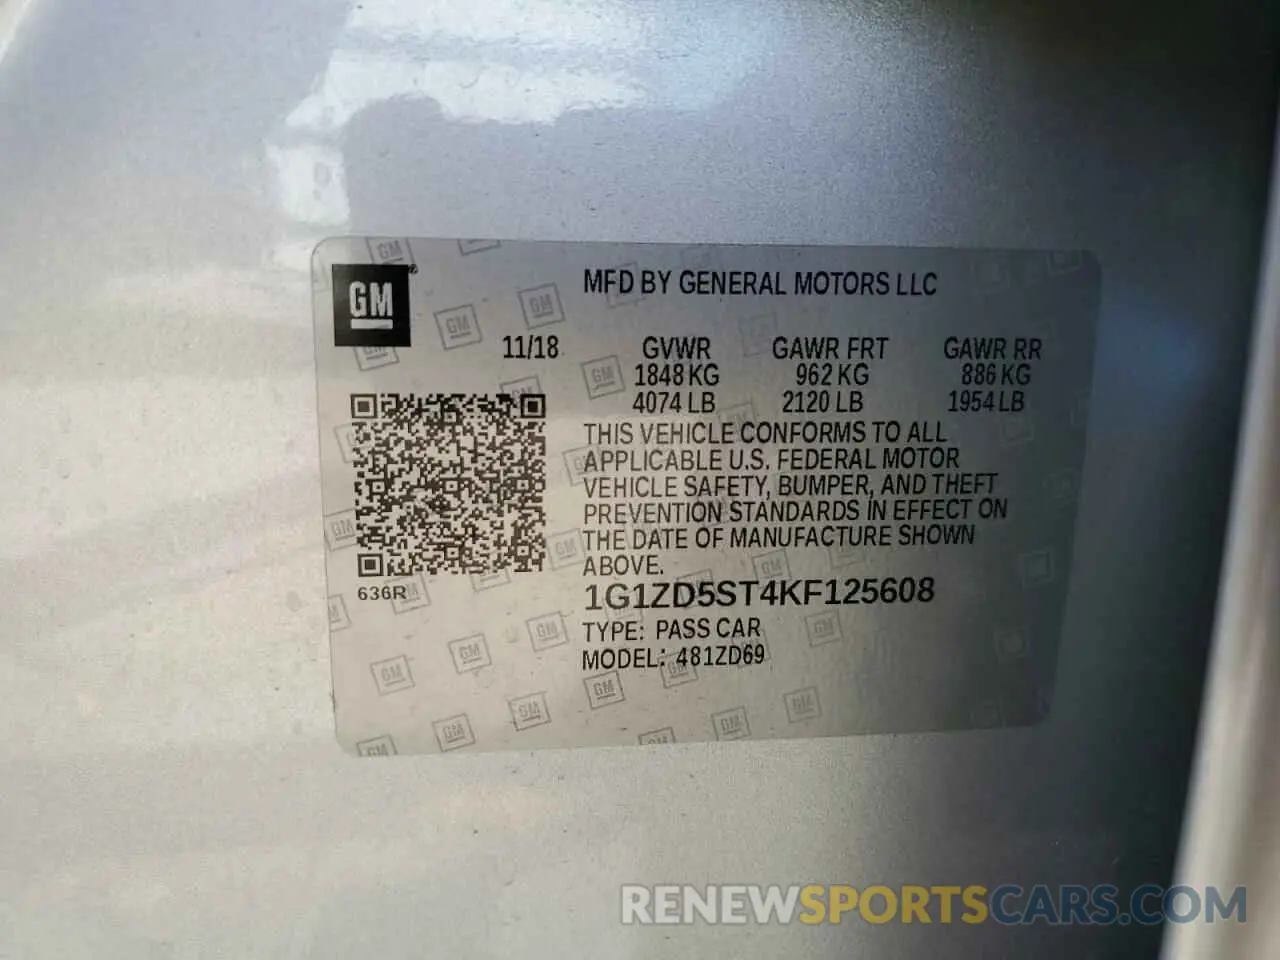 GM®
MFD BY GENERAL MOTORS LLC
11/18 GVWR GAWR FRT GAWR RR
1848 KG 962 KG 886 KG
4074 LB 2120 LB 1954 LB
THIS VEHICLE CONFORMS TO ALL
APPLICABLE U.S. FEDERAL MOTOR
VEHICLE SAFETY, BUMPER, AND THEFT
PREVENTION STANDARDS IN EFFECT ON
THE DATE OF MANUFACTURE SHOWN
ABOVE.
636R
1G1ZD5ST4KF125608
TYPE: PASS CAR
MODEL: 481ZD69
RENEWSPORTSCARS.COM